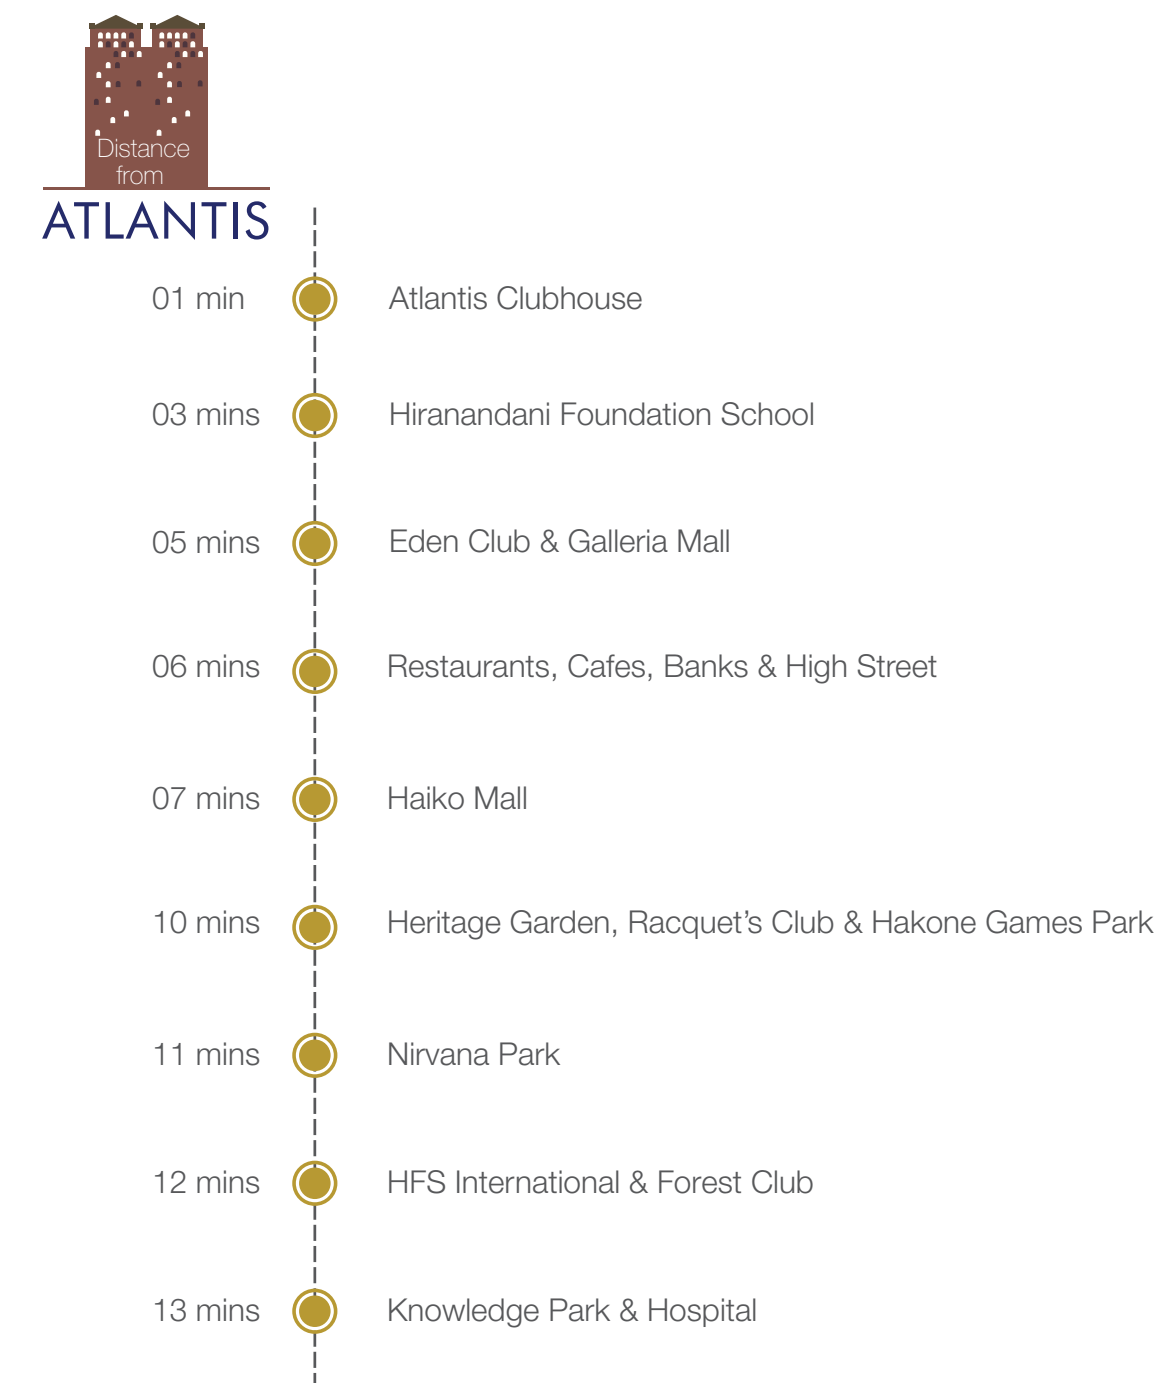 Distance
from
ATLANTIS
01 min Atlantis Clubhouse
03 mins Hiranandani Foundation School
05 mins Eden Club & Galleria Mall
06 mins Restaurants, Cafes, Banks & High Street
07 mins Haiko Mall
10 mins Heritage Garden, Racquet’s Club & Hakone Games Park
11 mins Nirvana Park
12 mins HFS International & Forest Club
13 mins Knowledge Park & Hospital